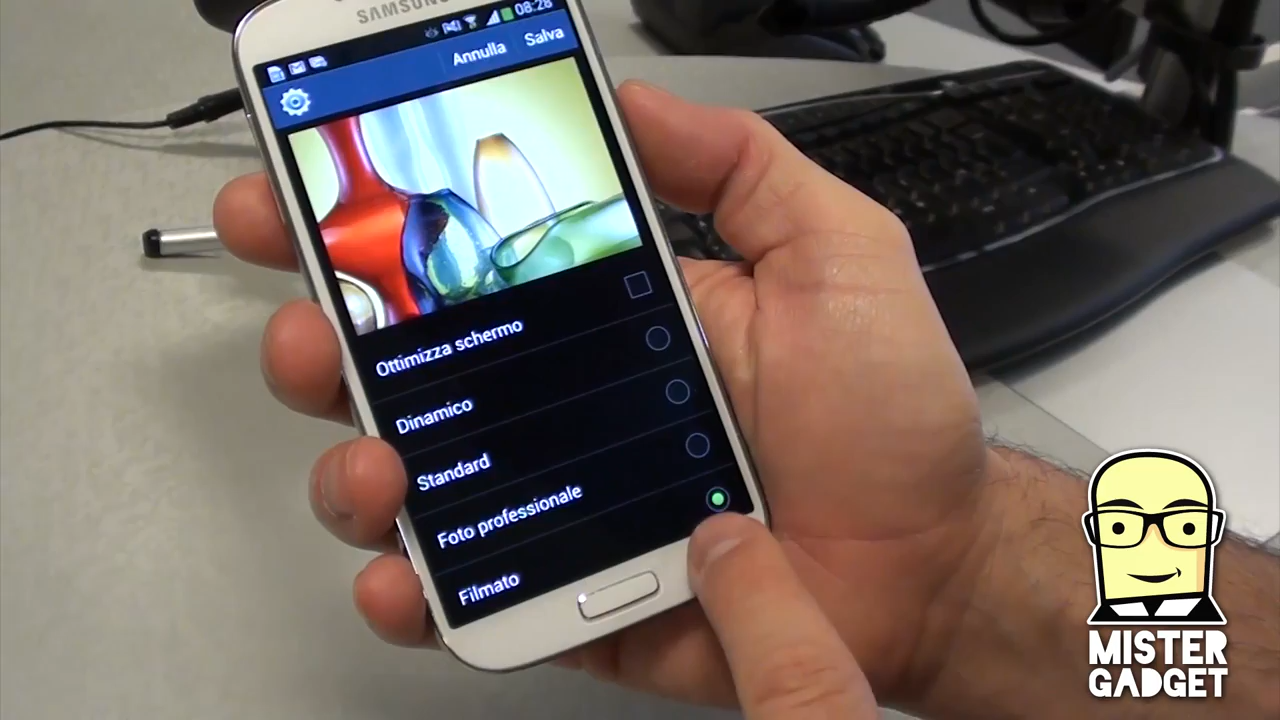 SAMSUNG
08:28
Annulla
Salva
Ottimizza schermo
Dinamico
Standard
Foto professionale
Filmato
MISTER
GADGET